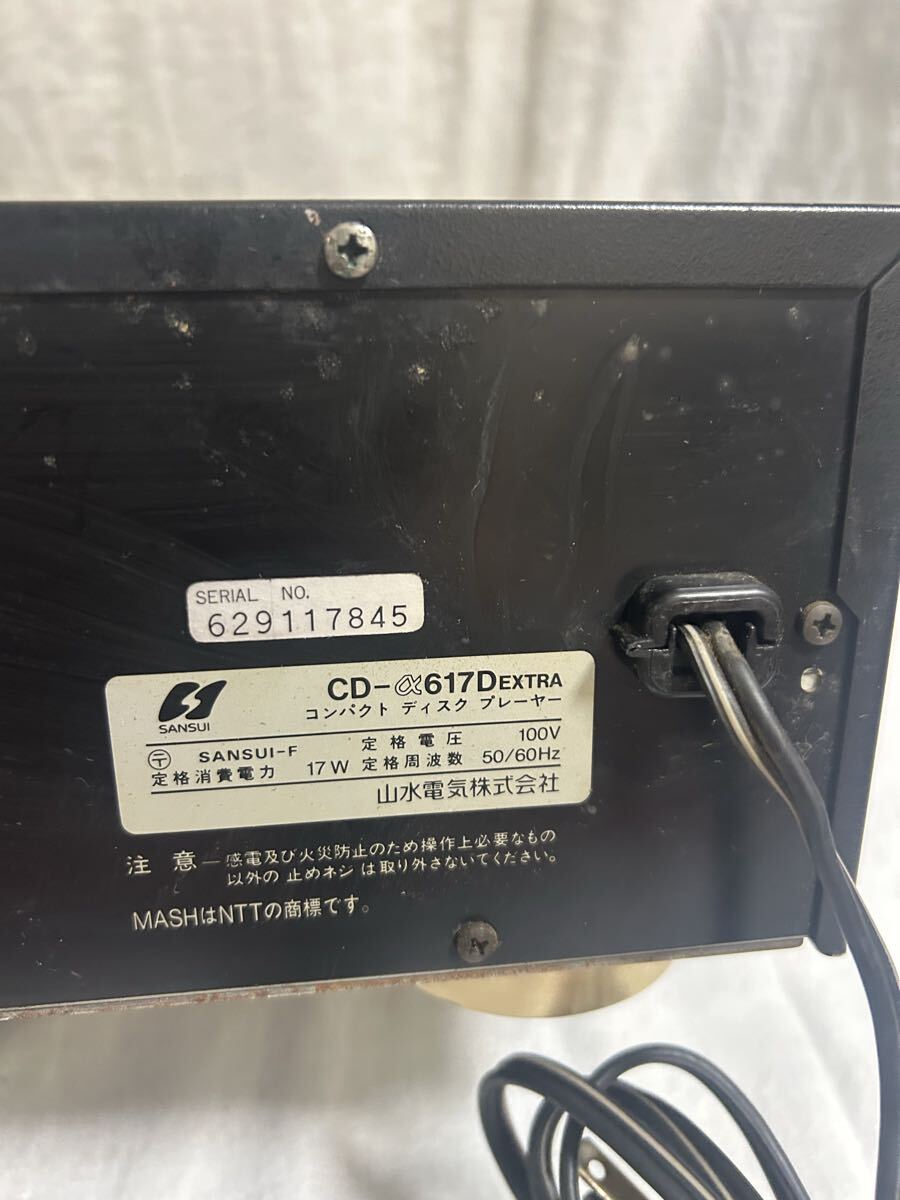 SERIAL NO.
629117845
SANSUI
CD-α617D EXTRA
コンパクト ディスク プレーヤー
〒 SANSUI-F 定格電圧 100V
定格消費電力 17W 定格周波数 50/60Hz
山水電気株式会社
注 意 — 感電及び火災防止のため操作上必要なもの
以外の 止めネジ は取り外さないてください。
MASHはNTTの商標です。